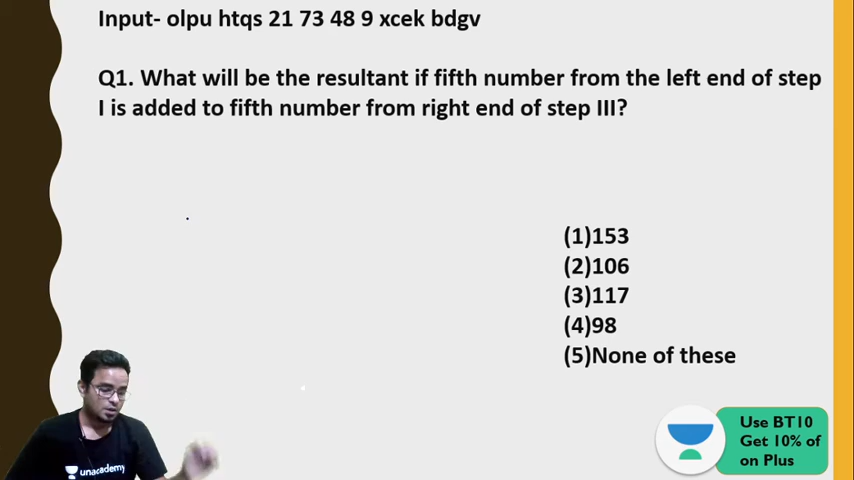 Input- olpu htqs 21 73 48 9 xcek bdgv
Q1. What will be the resultant if fifth number from the left end of step
I is added to fifth number from right end of step III?
(1)153
(2)106
(3)117
(4)98
(5)None of these
unacademy
Use BT10
Get 10% of
on Plus